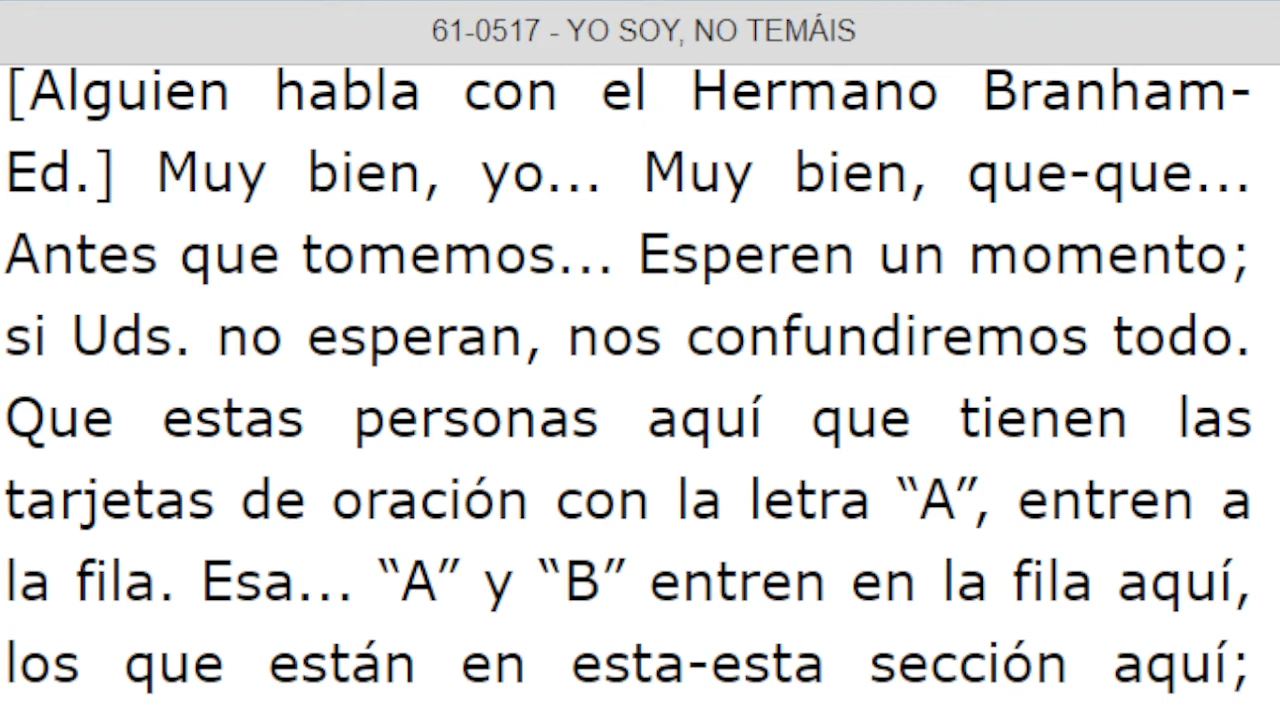 61-0517 - YO SOY, NO TEMÁIS
[Alguien habla con el Hermano Branham-
Ed.] Muy bien, yo... Muy bien, que-que...
Antes que tomemos... Esperen un momento;
si Uds. no esperan, nos confundiremos todo.
Que estas personas aquí que tienen las
tarjetas de oración con la letra “A”, entren a
la fila. Esa... “A” y “B” entren en la fila aquí,
los que están en esta-esta sección aquí;